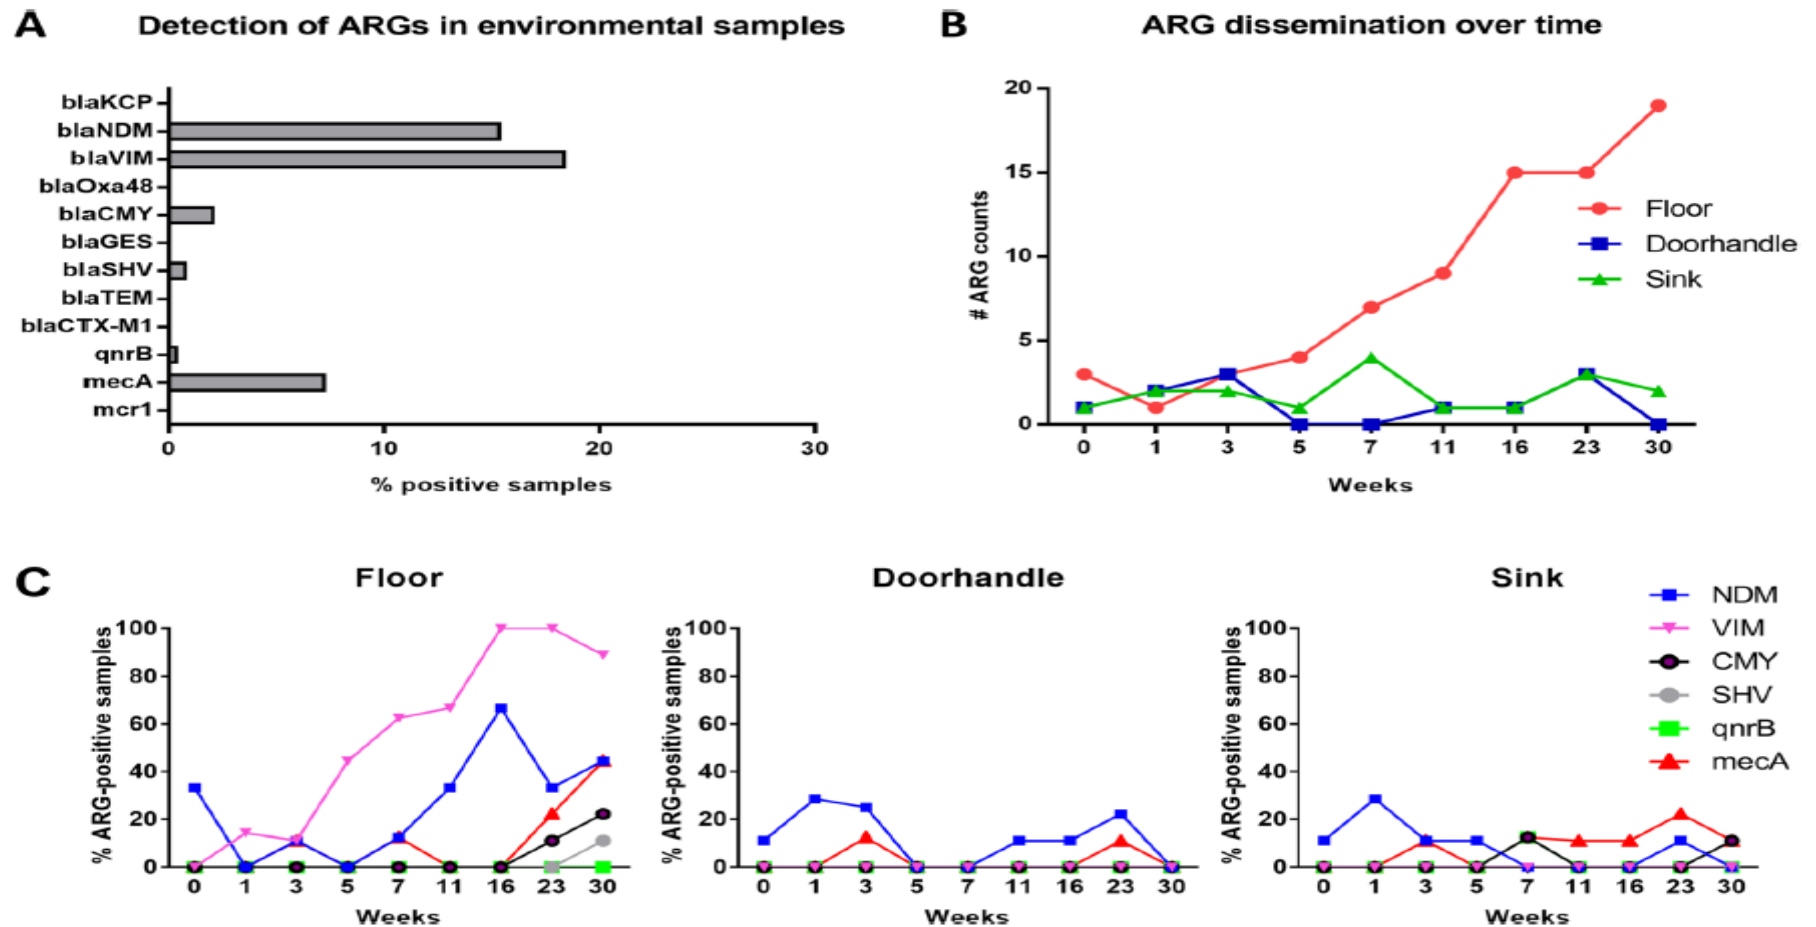 A
Detection of ARGs in environmental samples
blaKCP
blaNDM
blaVIM
blaOxa48
blaCMY
blaGES
blaSHV
blaTEM
blaCTX-M1
qnrB
mecA
mcr1
0 10 20 30
% positive samples
B
ARG dissemination over time
# ARG counts
20
15
10
5
0
0 1 3 5 7 11 16 23 30
Weeks
Floor
Doorhandle
Sink
C
Floor
% ARG-positive samples
100
80
60
40
20
0
0 1 3 5 7 11 16 23 30
Weeks
Doorhandle
% ARG-positive samples
100
80
60
40
20
0
0 1 3 5 7 11 16 23 30
Weeks
Sink
% ARG-positive samples
100
80
60
40
20
0
0 1 3 5 7 11 16 23 30
Weeks
NDM
VIM
CMY
SHV
qnrB
mecA